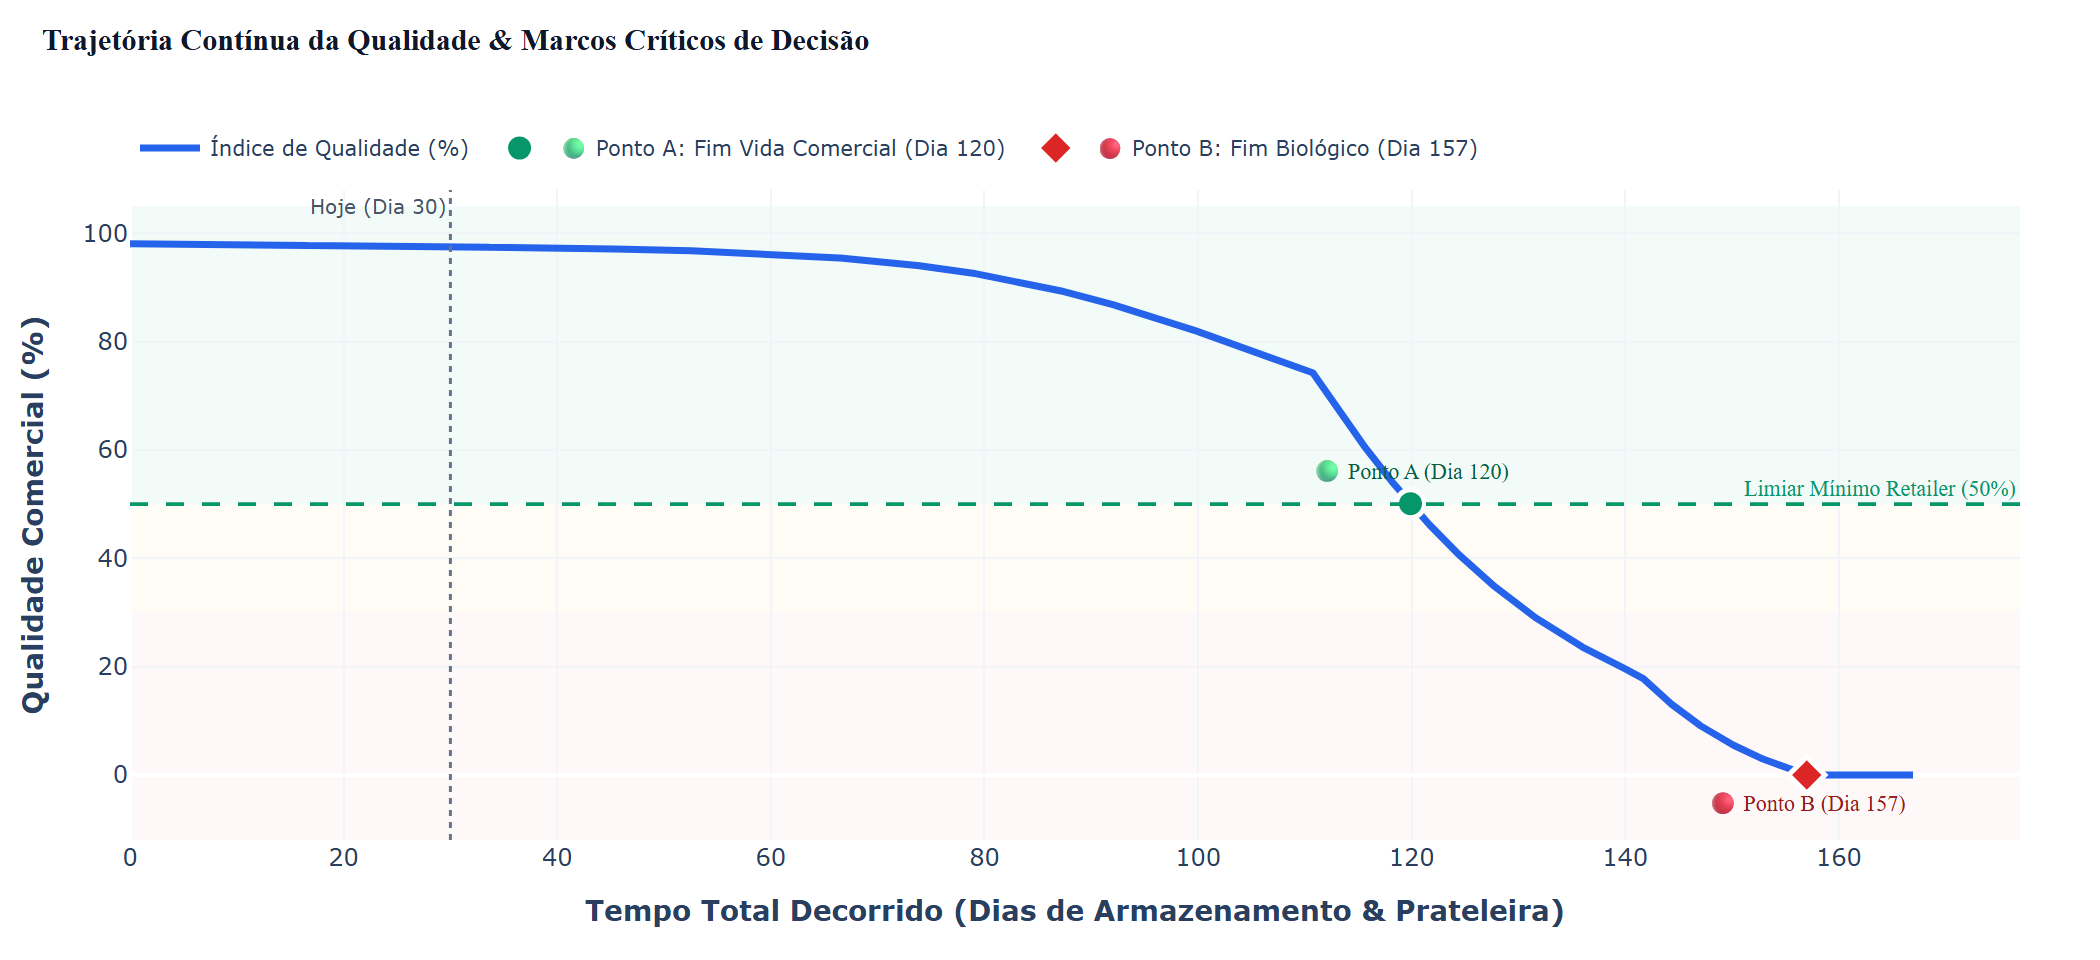 Trajetória Contínua da Qualidade & Marcos Críticos de Decisão
Índice de Qualidade (%)
Ponto A: Fim Vida Comercial (Dia 120)
Ponto B: Fim Biológico (Dia 157)
Hoje (Dia 30)
Qualidade Comercial (%)
100
80
60
40
20
0
Ponto A (Dia 120)
Limiar Mínimo Retailer (50%)
Ponto B (Dia 157)
0
20
40
60
80
100
120
140
160
Tempo Total Decorrido (Dias de Armazenamento & Prateleira)